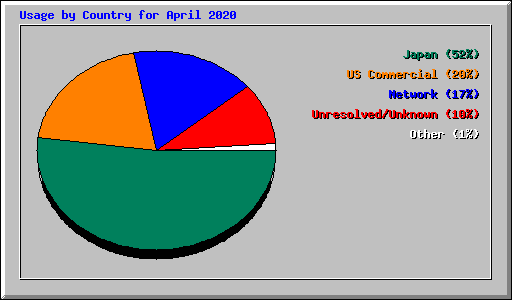 Usage by Country for April 2020
Japan (52%)
US Commercial (20%)
Network (17%)
Unresolved/Unknown (10%)
Other (1%)